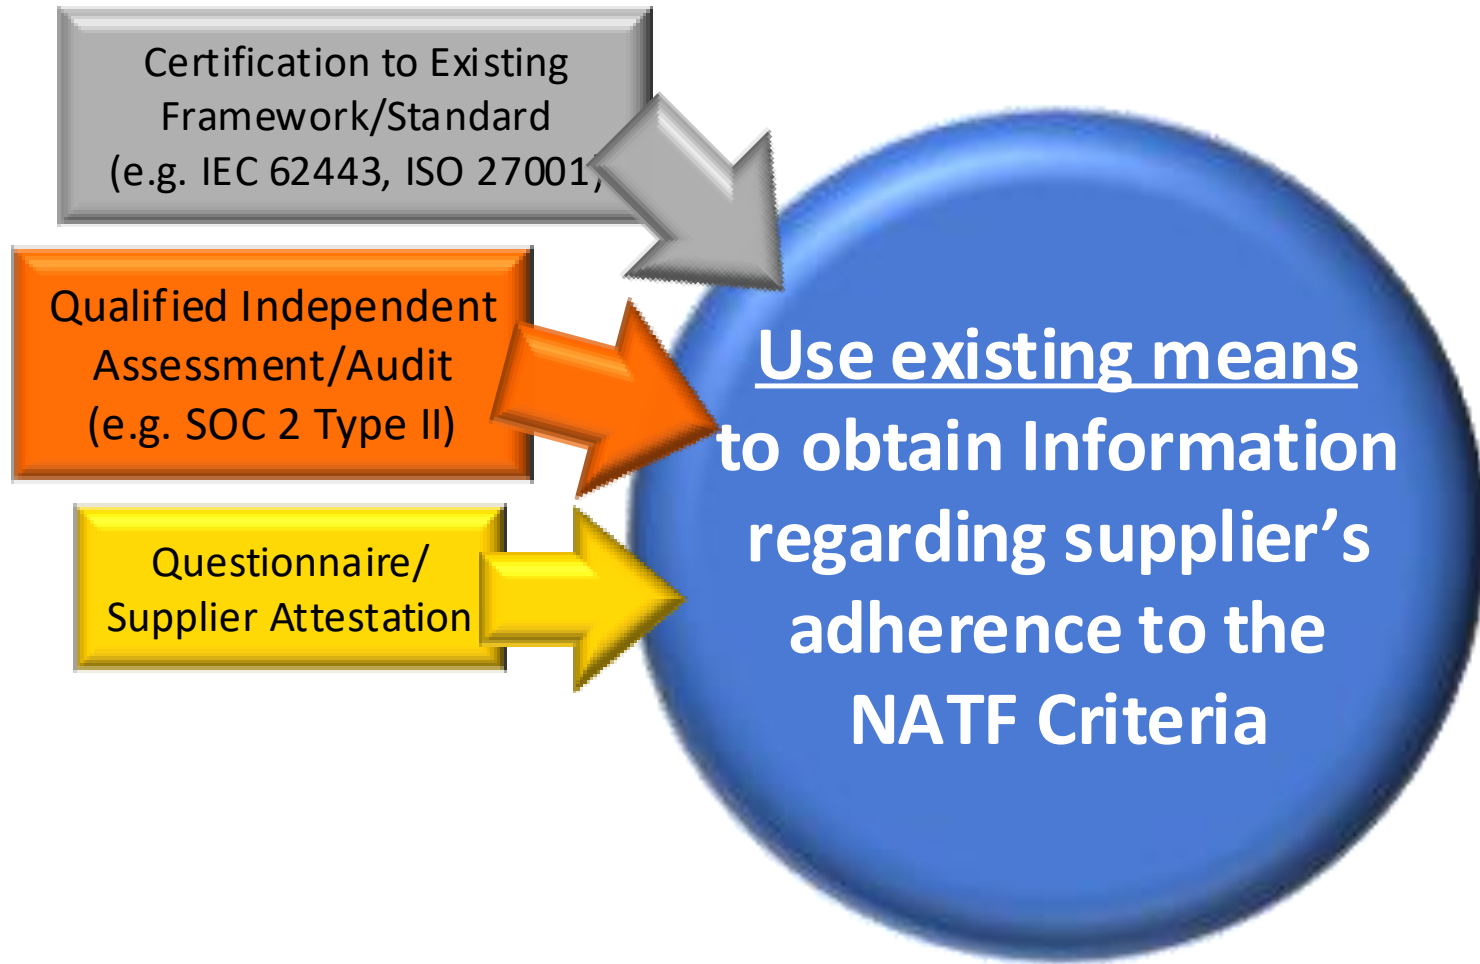 Certification to Existing
Framework/Standard
(e.g. IEC 62443, ISO 27001)
Qualified Independent
Assessment/Audit
(e.g. SOC 2 Type II)
Questionnaire/
Supplier Attestation
Use existing means
to obtain Information
regarding supplier’s
adherence to the
NATF Criteria